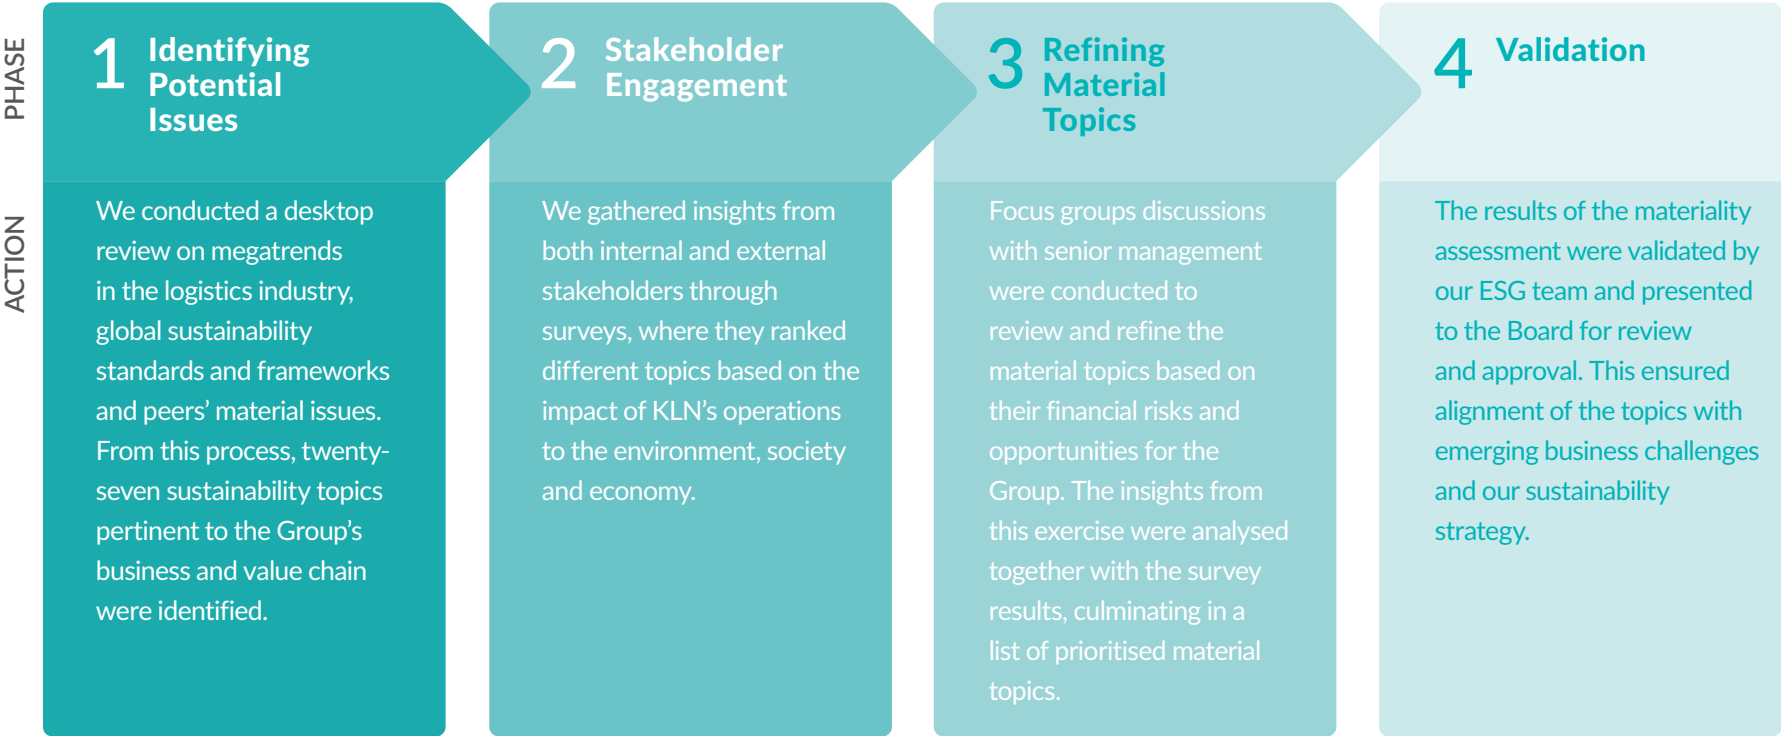 PHASE
1
Identifying
Potential
Issues
2
Stakeholder
Engagement
3
Refining
Material
Topics
4
Validation
ACTION
We conducted a desktop
review on megatrends
in the logistics industry,
global sustainability
standards and frameworks
and peers’ material issues.
From this process, twenty-
seven sustainability topics
pertinent to the Group’s
business and value chain
were identified.
We gathered insights from
both internal and external
stakeholders through
surveys, where they ranked
different topics based on the
impact of KLN’s operations
to the environment, society
and economy.
Focus groups discussions
with senior management
were conducted to
review and refine the
material topics based on
their financial risks and
opportunities for the
Group. The insights from
this exercise were analysed
together with the survey
results, culminating in a
list of prioritised material
topics.
The results of the materiality
assessment were validated by
our ESG team and presented
to the Board for review
and approval. This ensured
alignment of the topics with
emerging business challenges
and our sustainability
strategy.